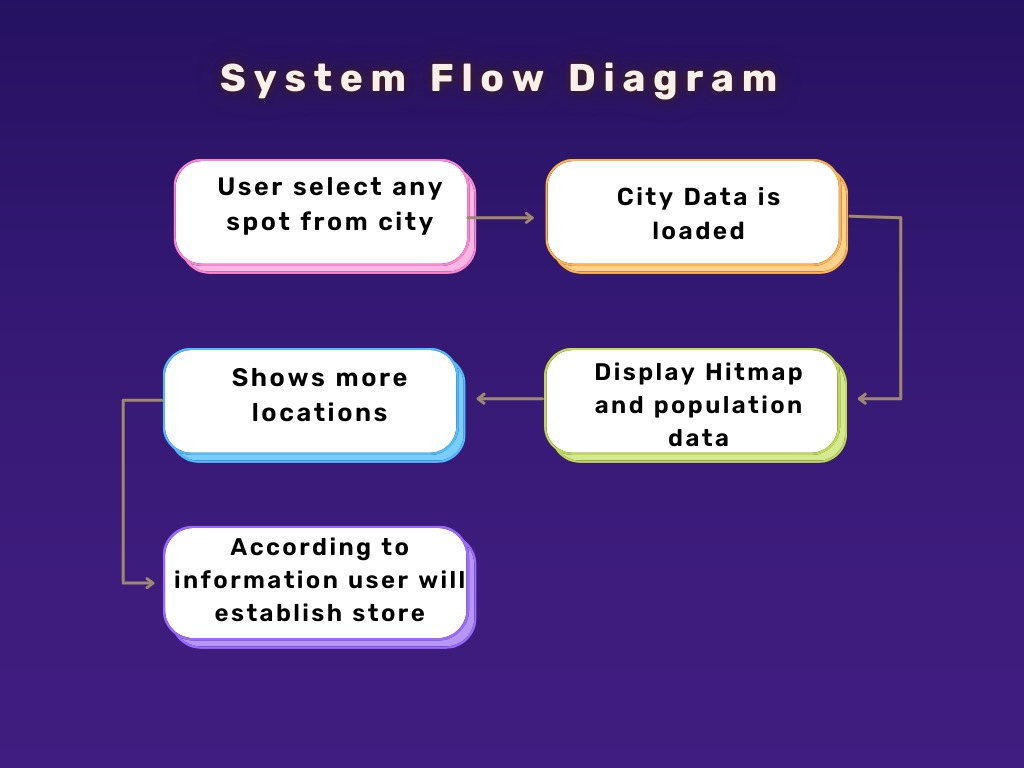 System Flow Diagram
User select any
spot from city
City Data is
loaded
Display Hitmap
and population
data
Shows more
locations
According to
information user will
establish store